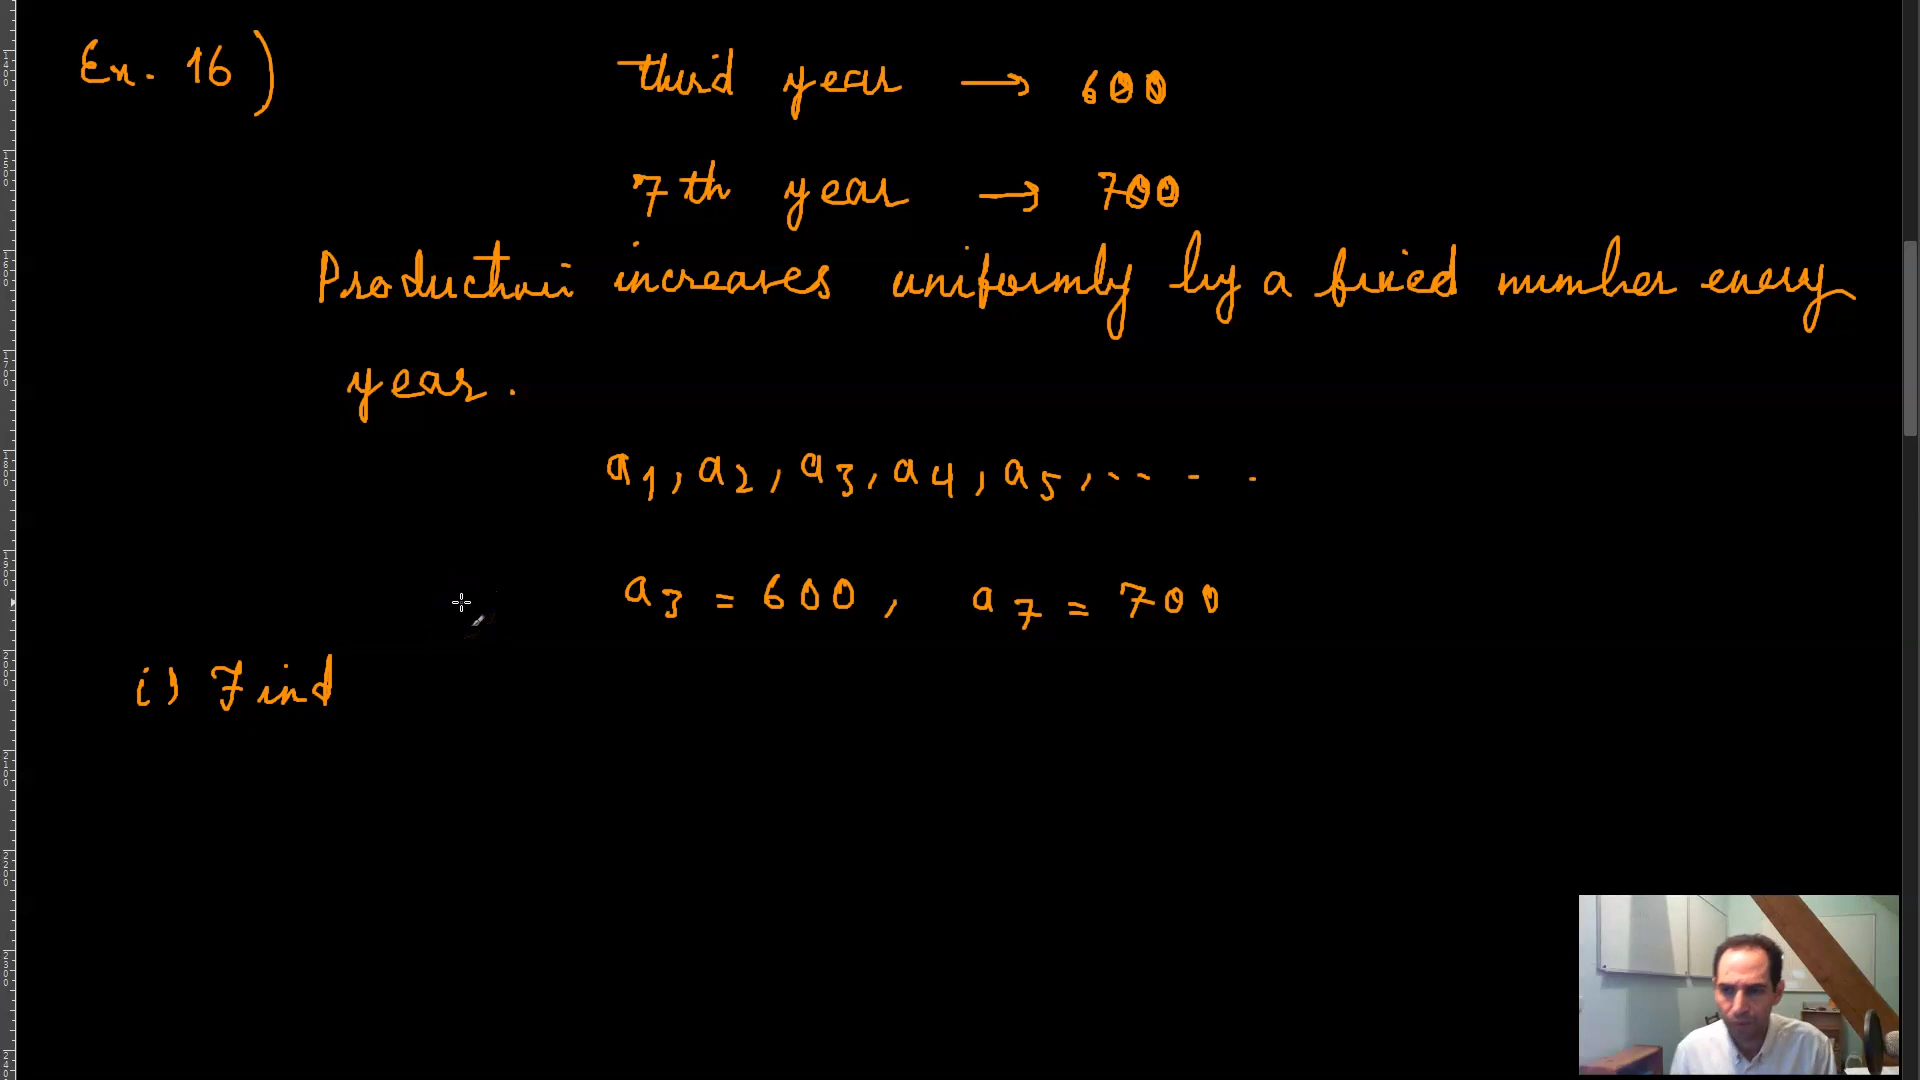 Ex. 16)
third year → 600
7th year → 700
Production increases uniformly by a fixed number every
year.
a1, a2, a3, a4, a5, .....
a3 = 600, a7 = 700
i) Find